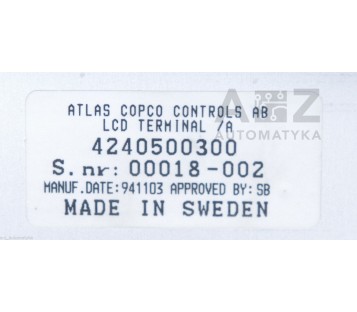 ATLAS COPCO CONTROLS AB
LCD TERMINAL /A
AUTOMATYKA
4240500300
S.nr: 00018-002
MANUF.DATE:941103 APPROVED BY:SB
MADE IN SWEDEN